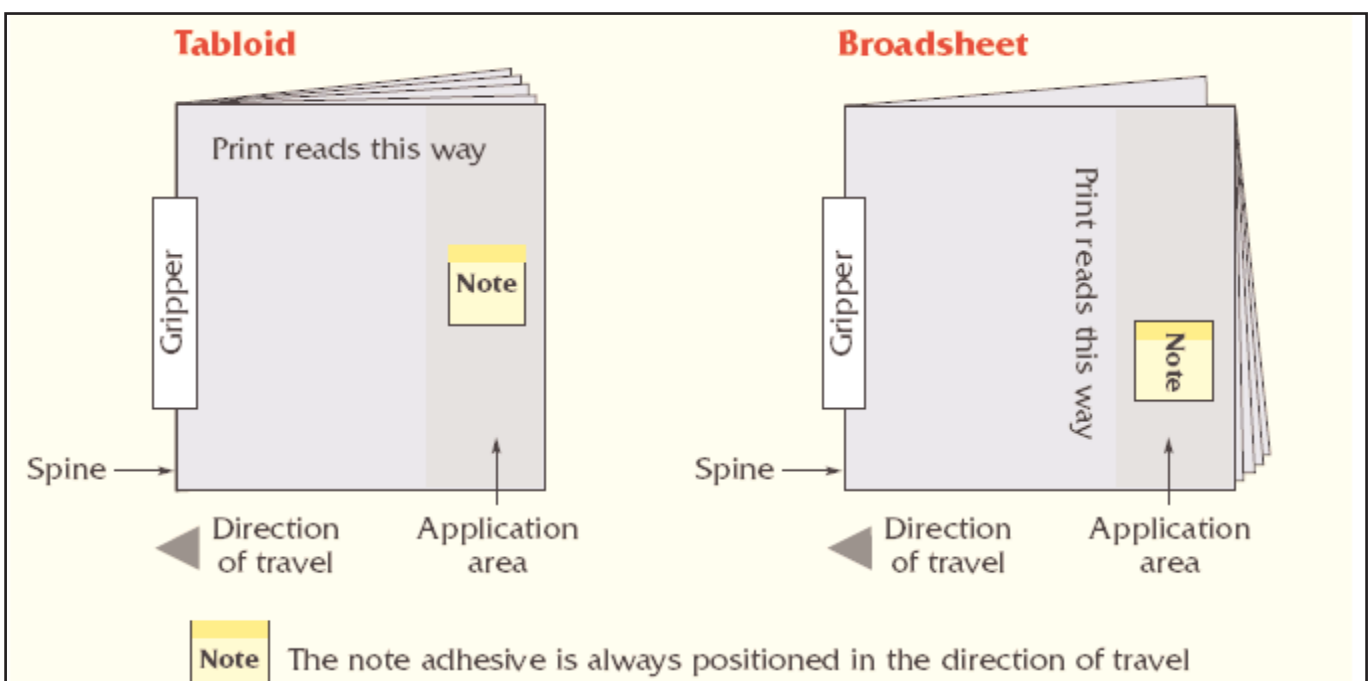 Tabloid
Print reads this way
Gripper
Note
Spine
Direction
of travel
Application
area
Broadsheet
Print reads this way
Gripper
Note
Spine
Direction
of travel
Application
area
Note The note adhesive is always positioned in the direction of travel